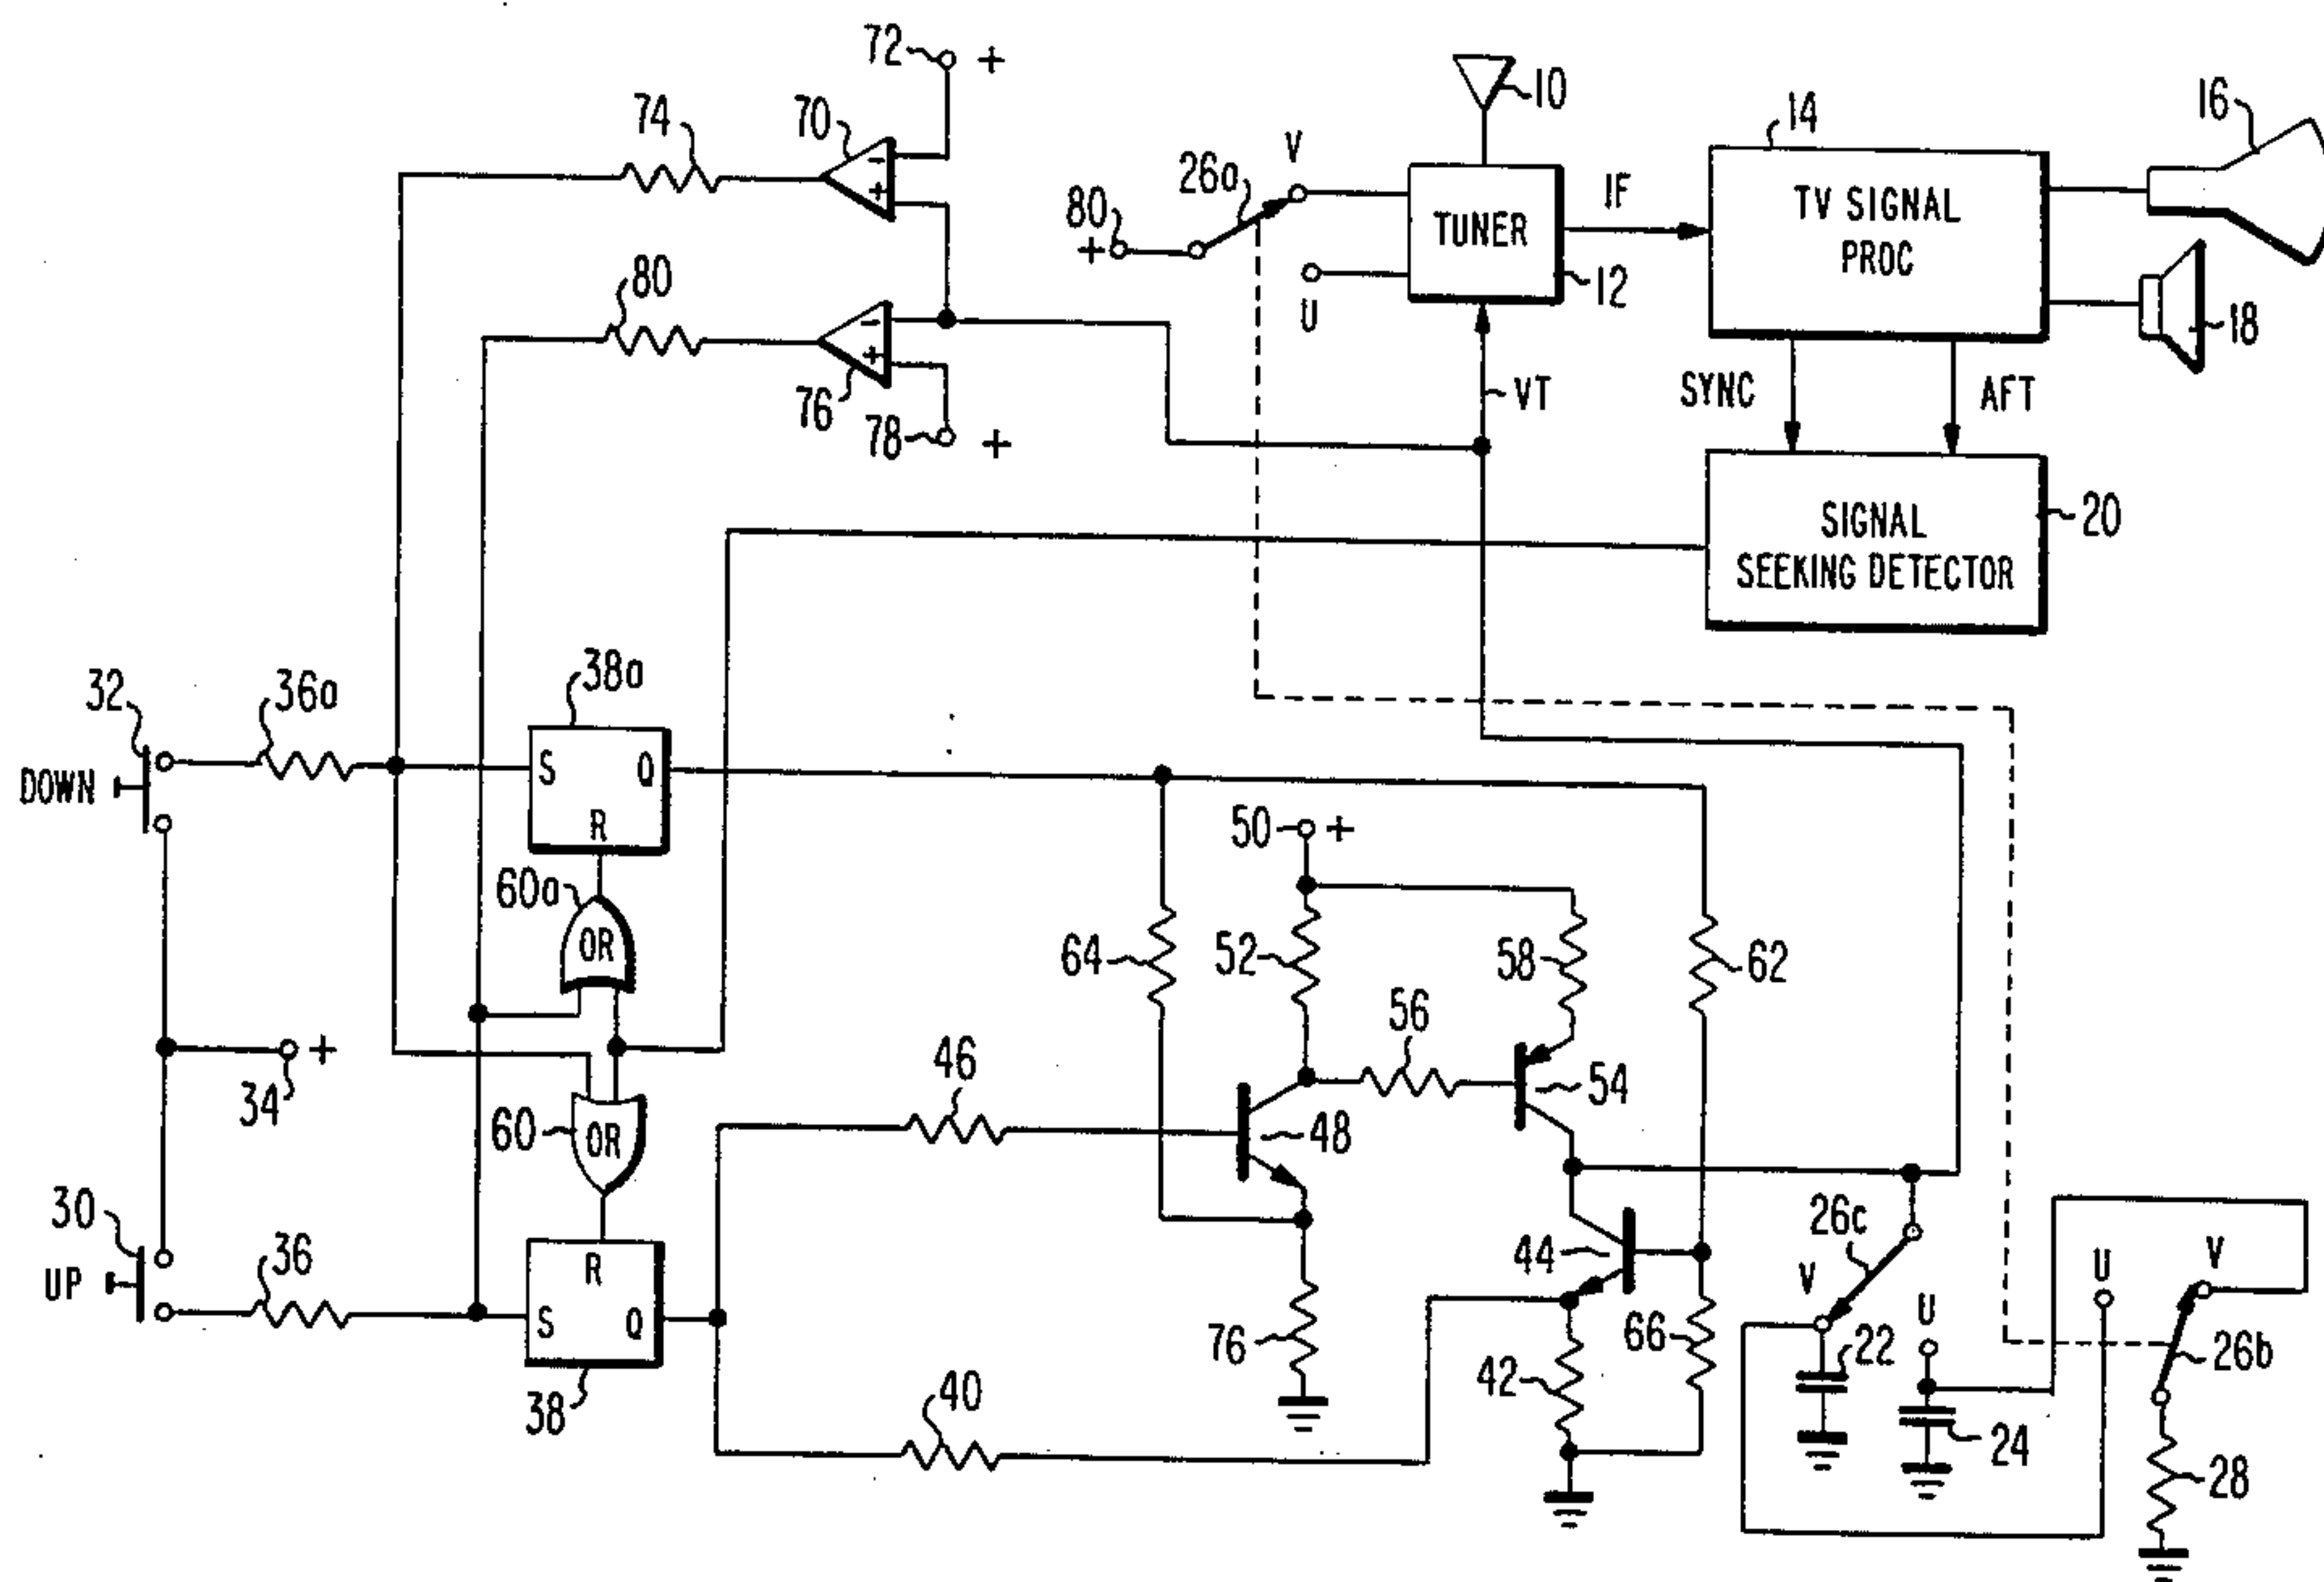 72 +
74
70
10
14
16
V
26a
80
+
TUNER
IF
TV SIGNAL
PROC
12
U
18
80
- +
- +
76
78 +
VT
SYNC
AFT
SIGNAL
SEEKING DETECTOR
20
32
36a
38a
DOWN
S Q
R
50 +
60a
OR
64
52
58
62
56
34 +
46
54
60
OR
48
30
UP
36
R
S Q
38
44
26c
V
U
U
V
76
42
66
22
26b
40
24
28